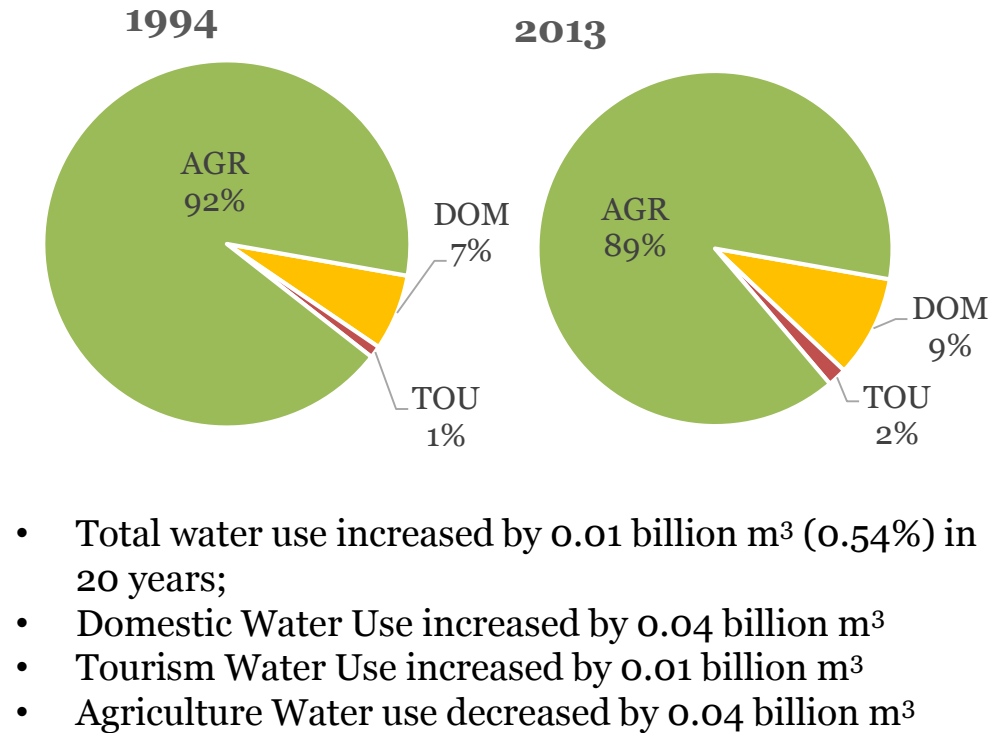 1994
2013
AGR
92%
DOM
7%
TOU
1%
AGR
89%
DOM
9%
TOU
2%
• Total water use increased by 0.01 billion m³ (0.54%) in
20 years;
• Domestic Water Use increased by 0.04 billion m³
• Tourism Water Use increased by 0.01 billion m³
• Agriculture Water use decreased by 0.04 billion m³